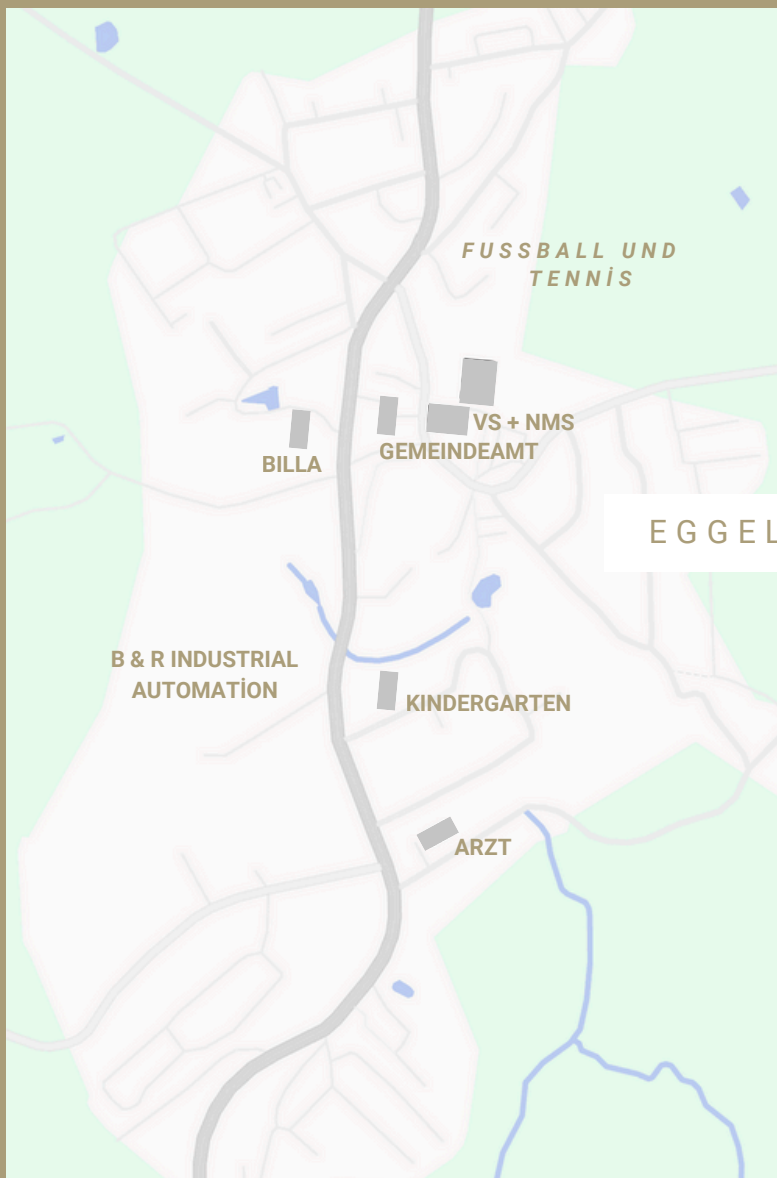 FUSSBALL UND
TENNİS
VS + NMS
GEMEINDEAMT
BILLA
EGGEL
B & R INDUSTRIAL
AUTOMATİON
KINDERGARTEN
ARZT